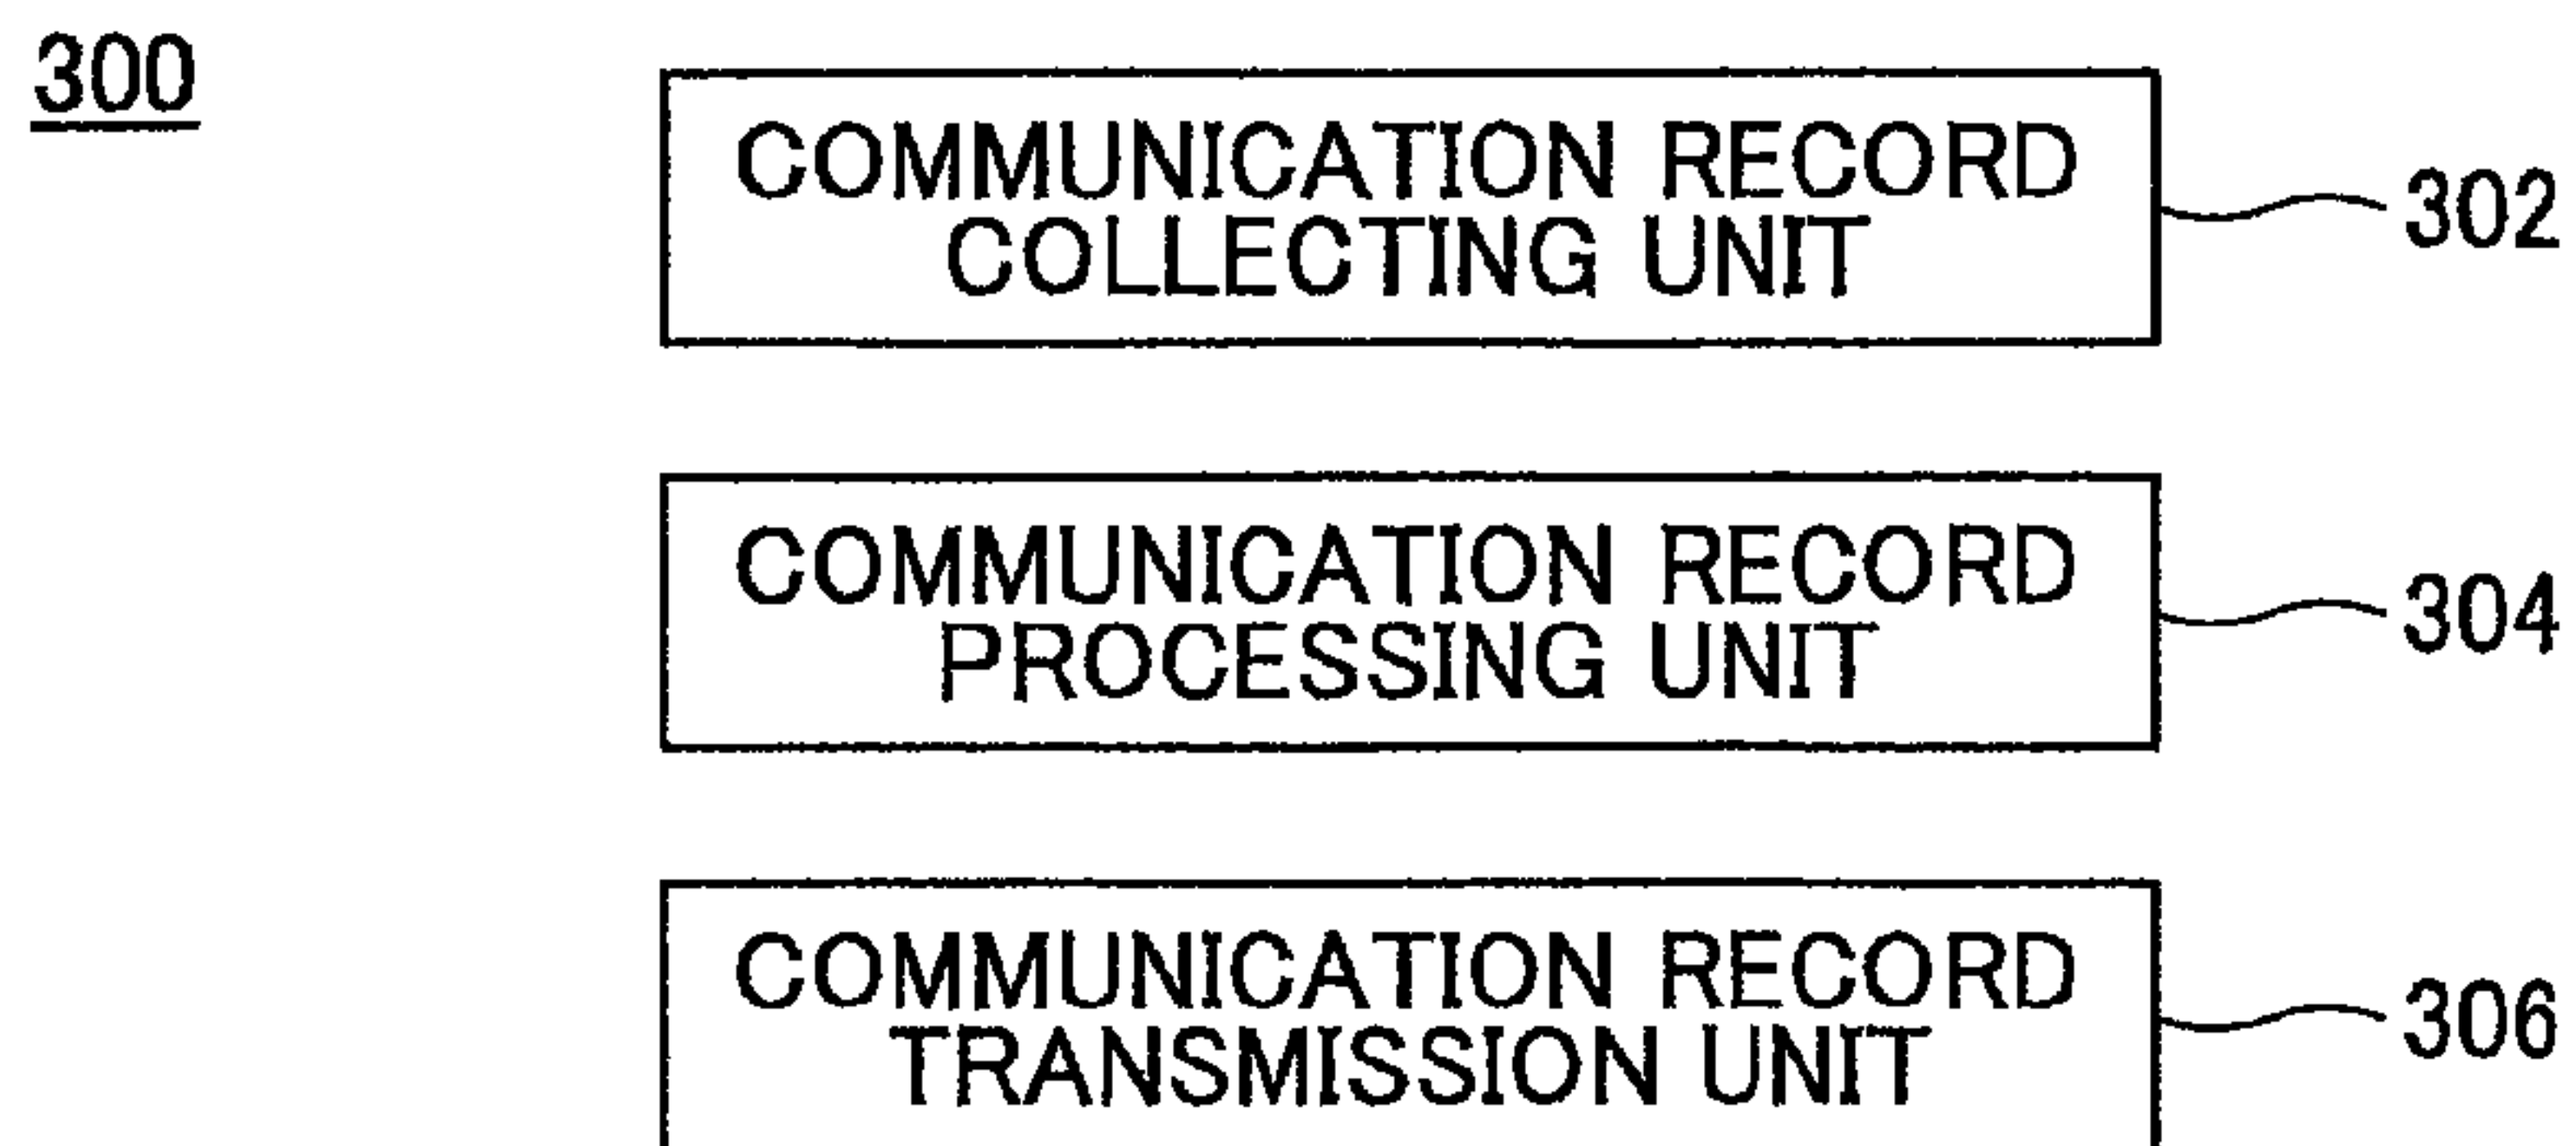 300
COMMUNICATION RECORD
COLLECTING UNIT
302
COMMUNICATION RECORD
PROCESSING UNIT
304
COMMUNICATION RECORD
TRANSMISSION UNIT
306